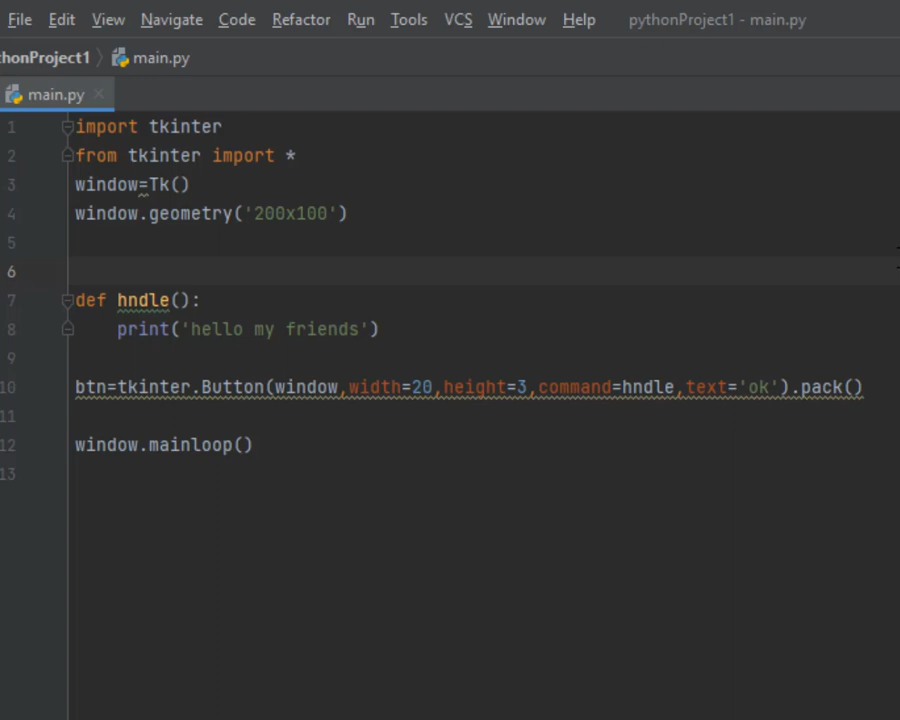 File Edit View Navigate Code Refactor Run Tools VCS Window Help pythonProject1 - main.py
thonProject1 main.py
main.py
1 import tkinter
2 from tkinter import *
3 window=Tk()
4 window.geometry('200x100')
5
6
7 def hndle():
8 print('hello my friends')
9
10 btn=tkinter.Button(window,width=20,height=3,command=hndle,text='ok').pack()
11
12 window.mainloop()
13